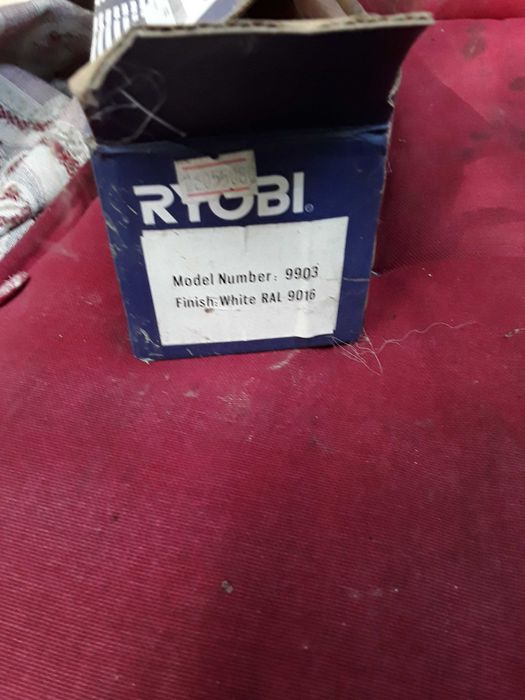 RYOBI®
Model Number: 9903
Finish: White RAL 9016